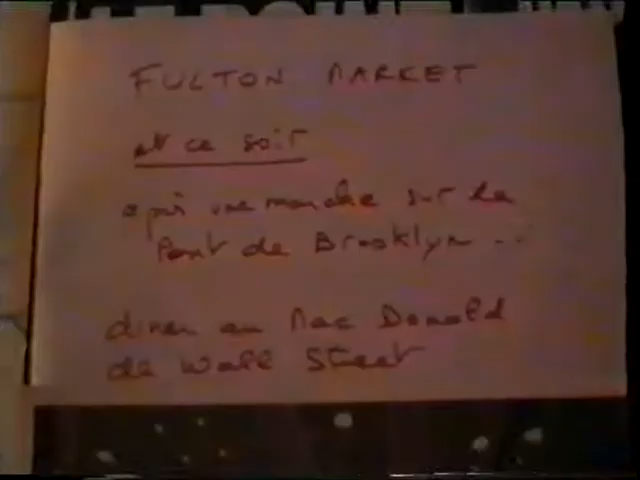 FULTON MARKET
et ce soir
après une marche sur le
Pont de Brooklyn ...
diner au Mac Donald
de Wall Street